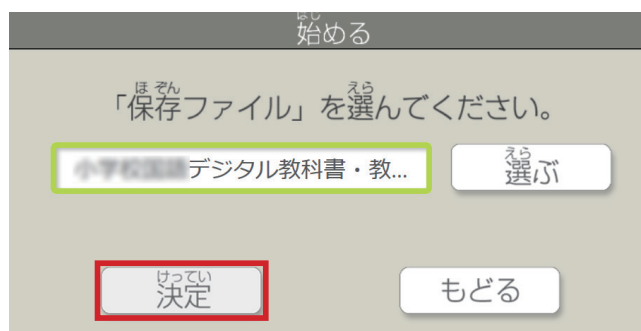 始める
「保存ファイル」を選んでください。
デジタル教科書・教...
選ぶ
決定
もどる